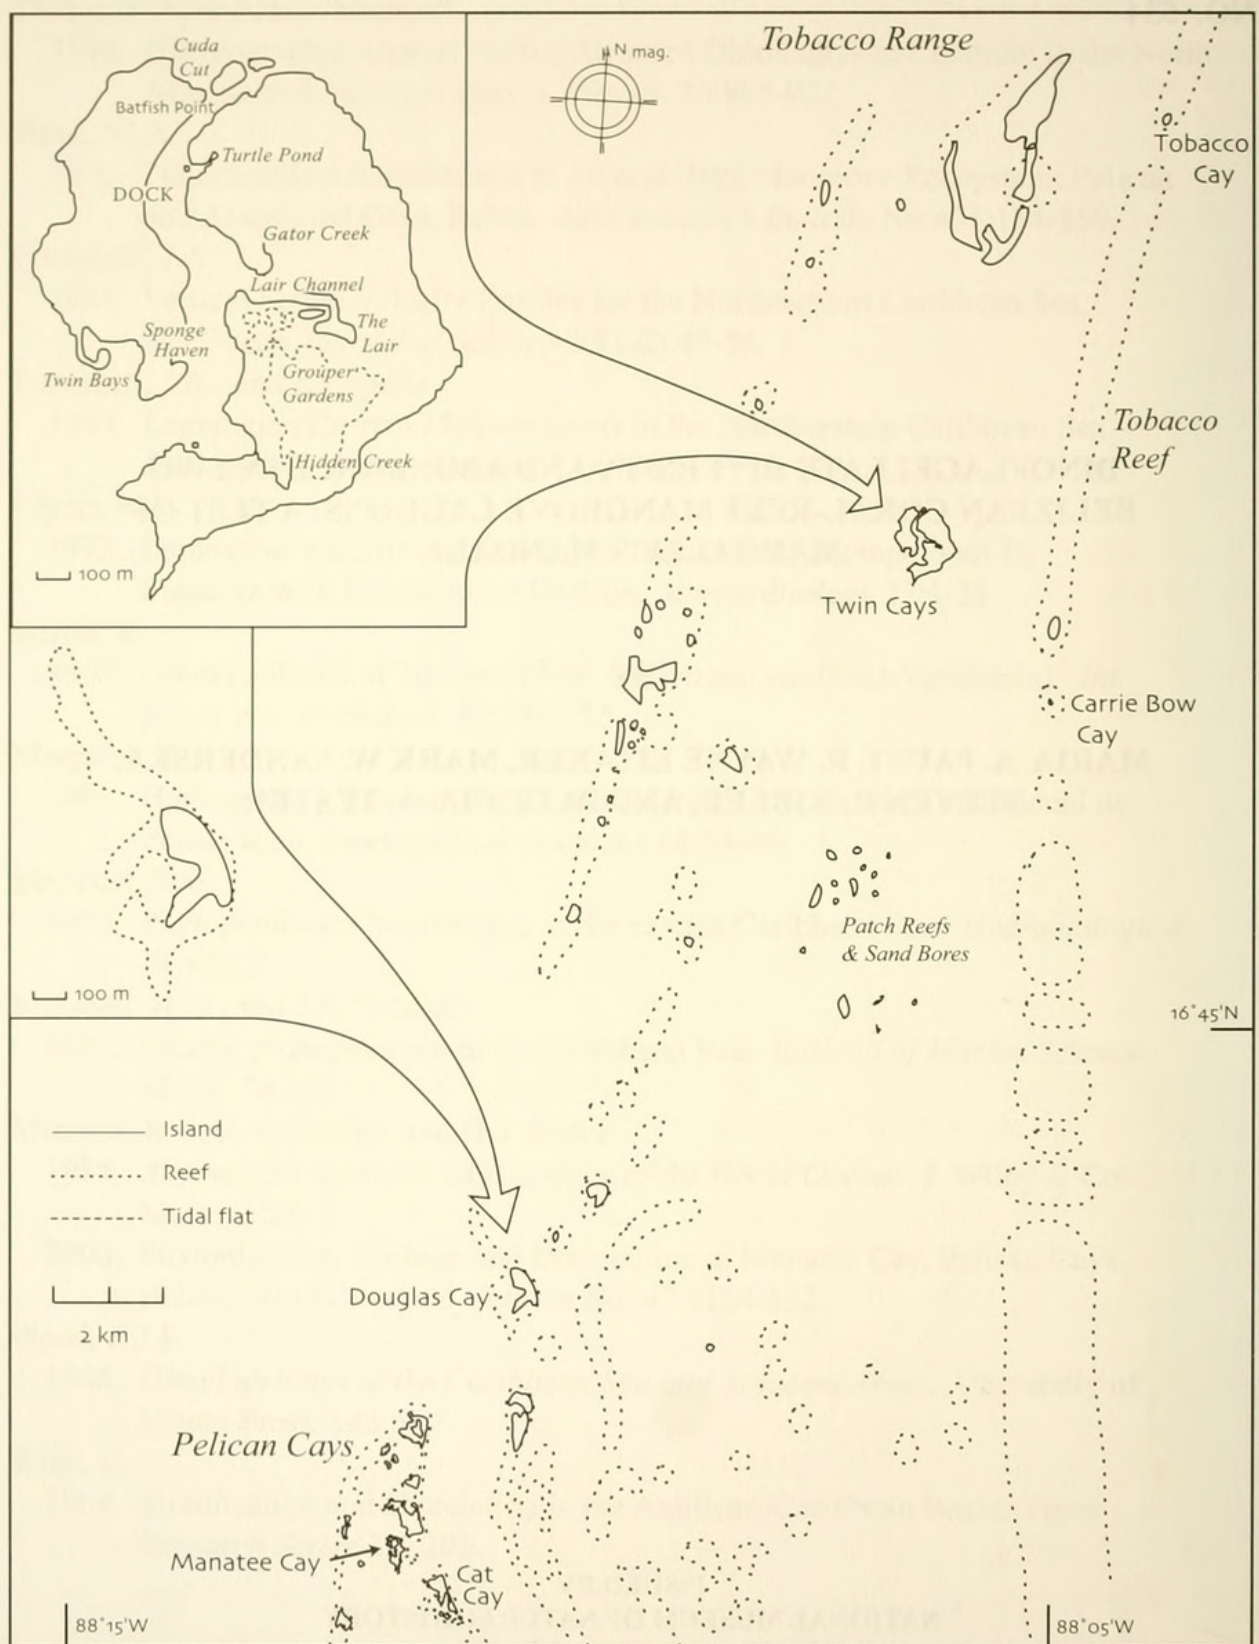 Cuda
Cut
Batfish Point
Turtle Pond
DOCK
Gator Creek
Lair Channel
The
Lair
Sponge
Haven
Grouper
Gardens
Twin Bays
Hidden Creek
100 m
N mag.
Tobacco Range
Tobacco
Cay
Tobacco
Reef
Twin Cays
Carrie Bow
Cay
Patch Reefs
& Sand Bores
16°45'N
100 m
Island
Reef
Tidal flat
2 km
Douglas Cay
Pelican Cays
Manatee Cay
Cat
Cay
88°15'W
88°05'W